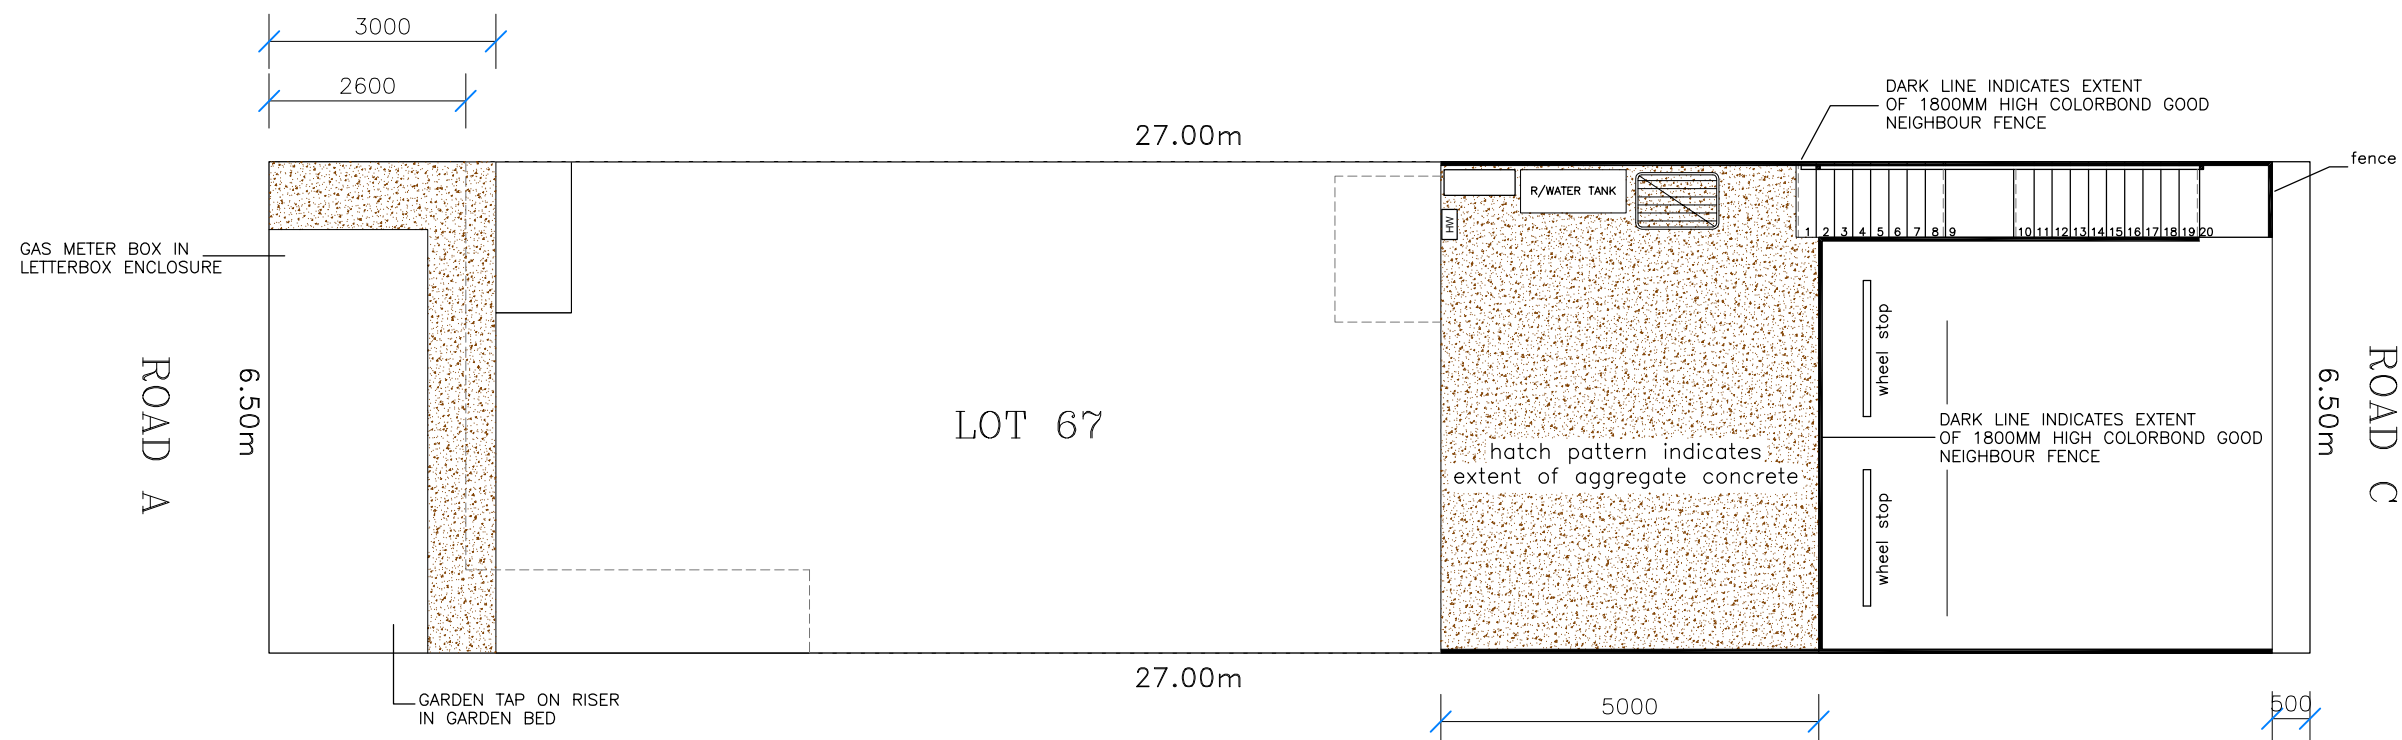 3000
2600
27.00m
DARK LINE INDICATES EXTENT
OF 1800MM HIGH COLORBOND GOOD
NEIGHBOUR FENCE
fence
R/WATER TANK
HW
1 2 3 4 5 6 7 8 9 10 11 12 13 14 15 16 17 18 19 20
GAS METER BOX IN
LETTERBOX ENCLOSURE
ROAD A
6.50m
LOT 67
hatch pattern indicates
extent of aggregate concrete
wheel stop
wheel stop
DARK LINE INDICATES EXTENT
OF 1800MM HIGH COLORBOND GOOD
NEIGHBOUR FENCE
6.50m
ROAD C
GARDEN TAP ON RISER
IN GARDEN BED
27.00m
5000
500